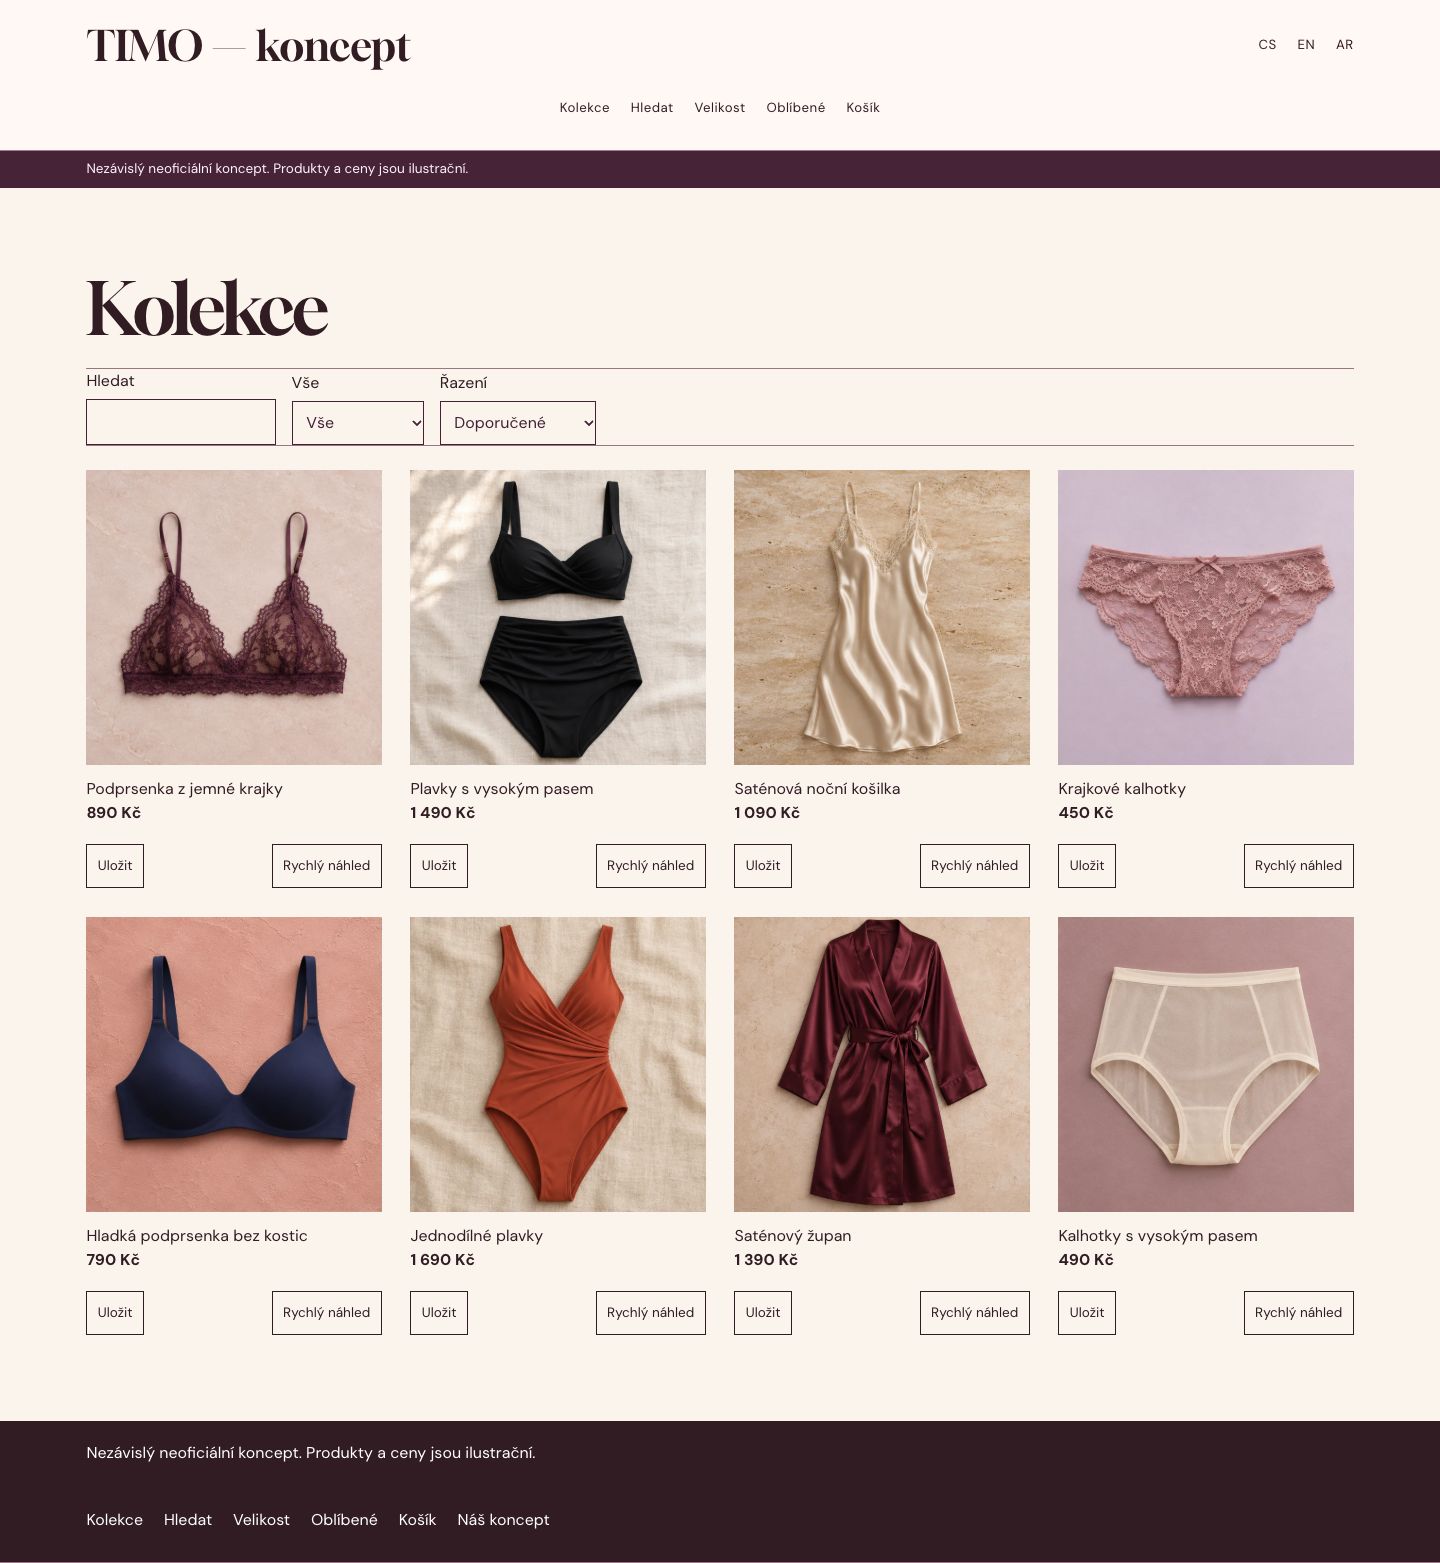 TIMO — koncept
CS EN AR
Kolekce Hledat Velikost Oblíbené Košík
Nezávislý neoficiální koncept. Produkty a ceny jsou ilustrační.
Kolekce
Hledat Vše Řazení
Vše Doporučené
Podprsenka z jemné krajky
890 Kč
Uložit Rychlý náhled
Plavky s vysokým pasem
1 490 Kč
Uložit Rychlý náhled
Saténová noční košilka
1 090 Kč
Uložit Rychlý náhled
Krajkové kalhotky
450 Kč
Uložit Rychlý náhled
Hladká podprsenka bez kostic
790 Kč
Uložit Rychlý náhled
Jednodílné plavky
1 690 Kč
Uložit Rychlý náhled
Saténový župan
1 390 Kč
Uložit Rychlý náhled
Kalhotky s vysokým pasem
490 Kč
Uložit Rychlý náhled
Nezávislý neoficiální koncept. Produkty a ceny jsou ilustrační.
Kolekce Hledat Velikost Oblíbené Košík Náš koncept